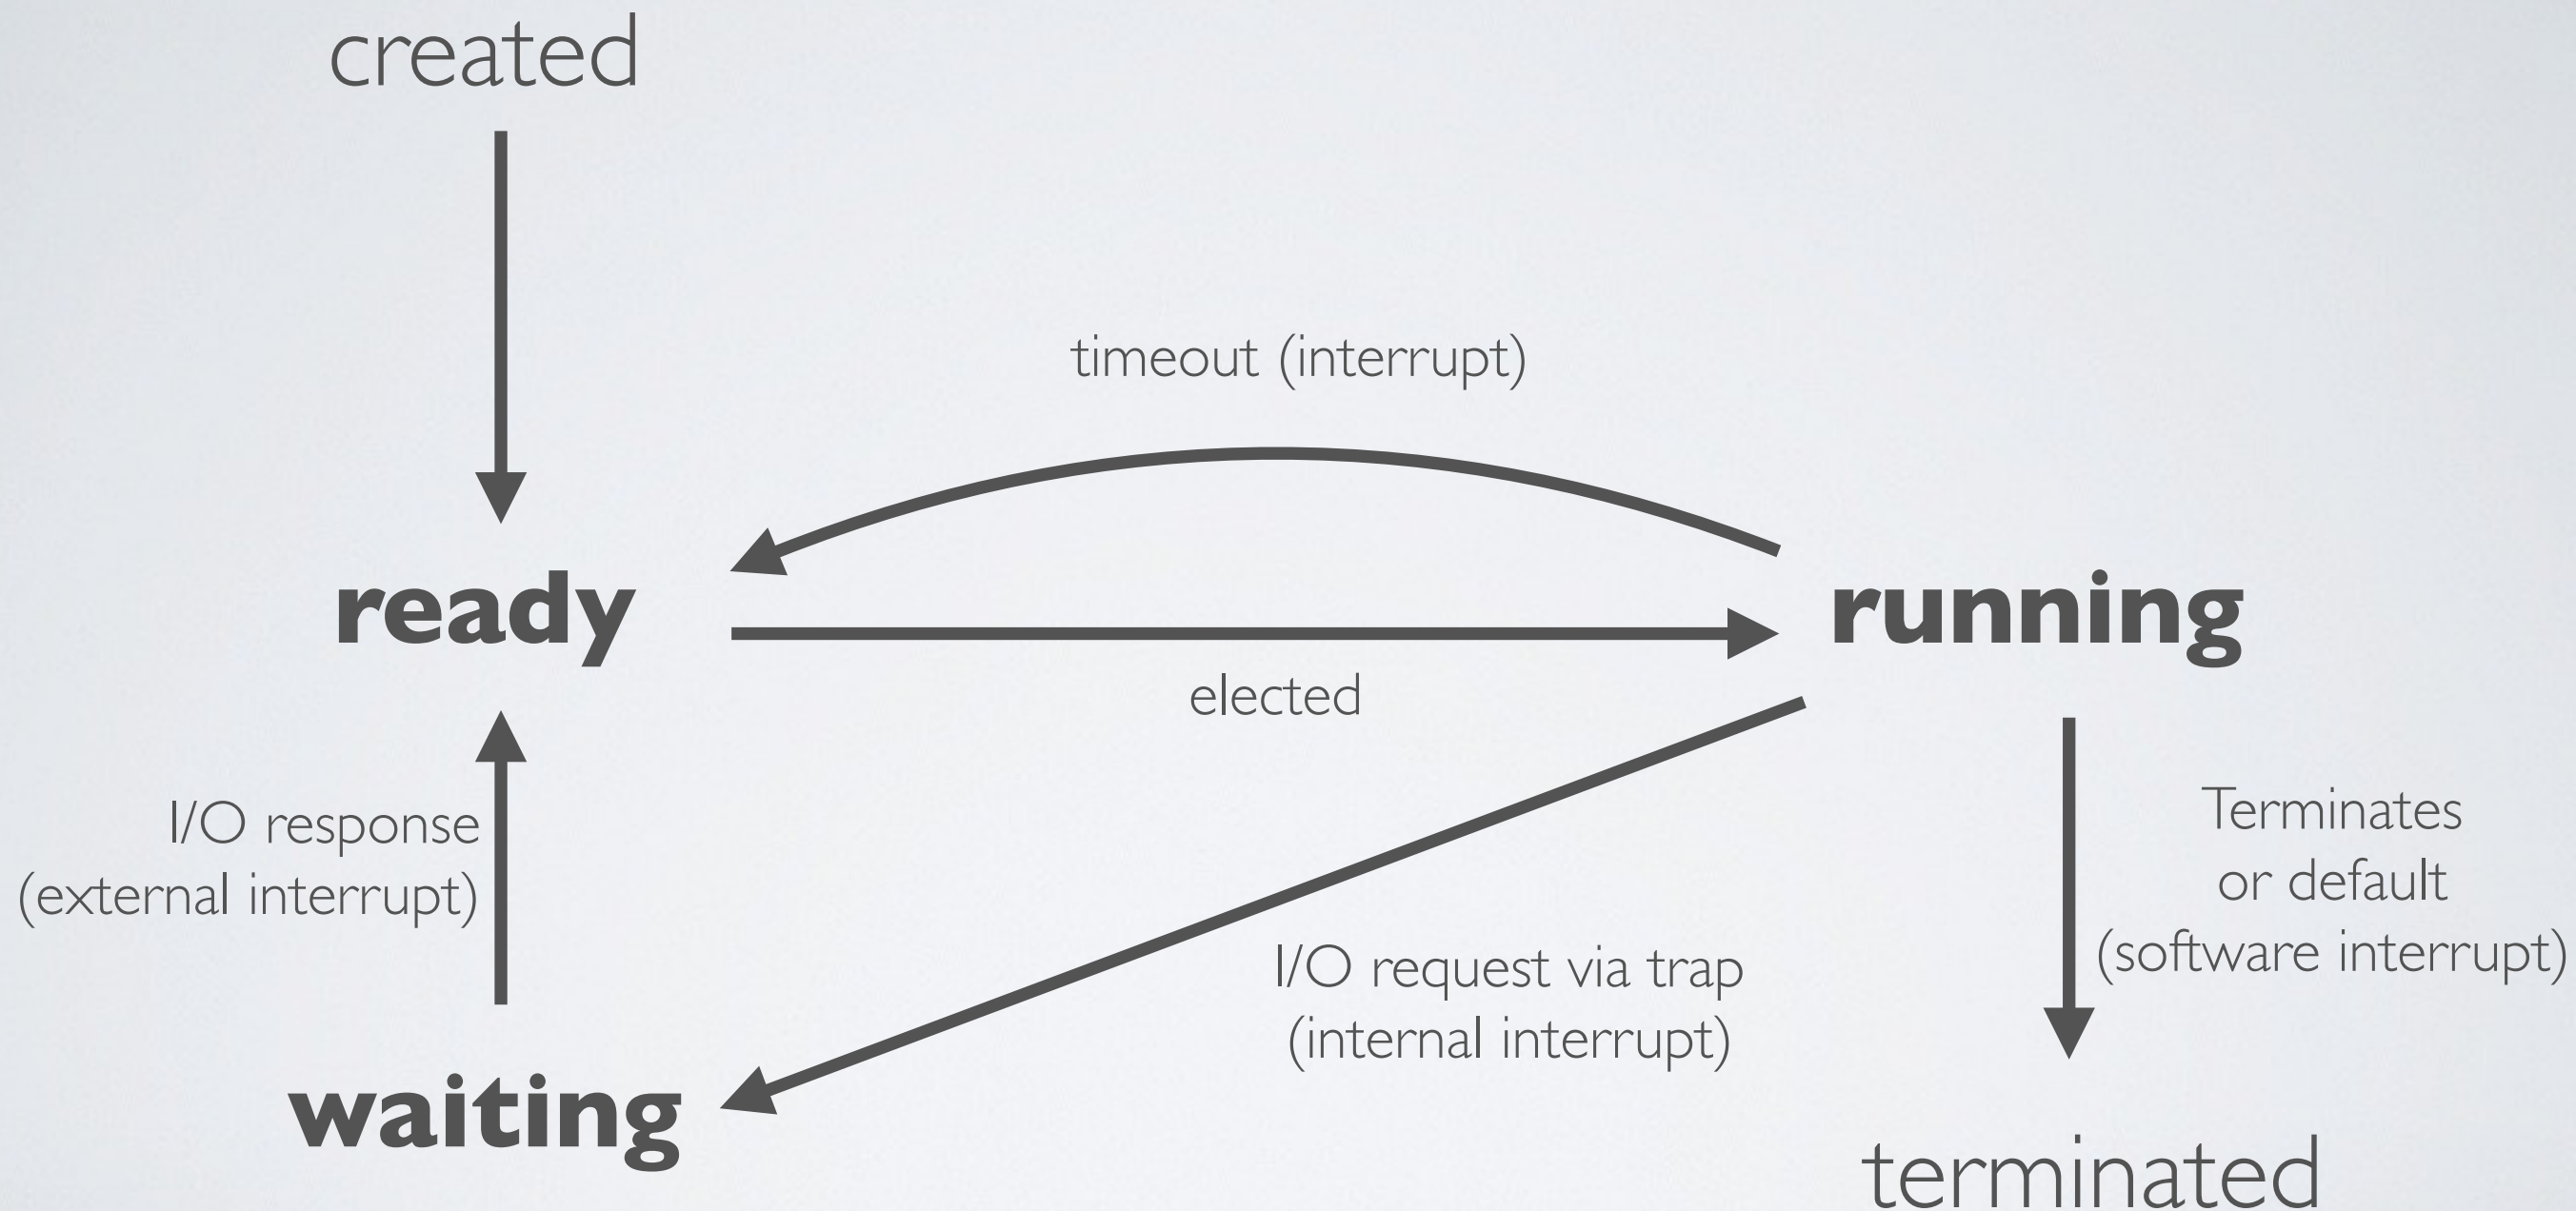 created
timeout (interrupt)
ready
running
elected
I/O response
(external interrupt)
Terminates
or default
(software interrupt)
I/O request via trap
(internal interrupt)
waiting
terminated